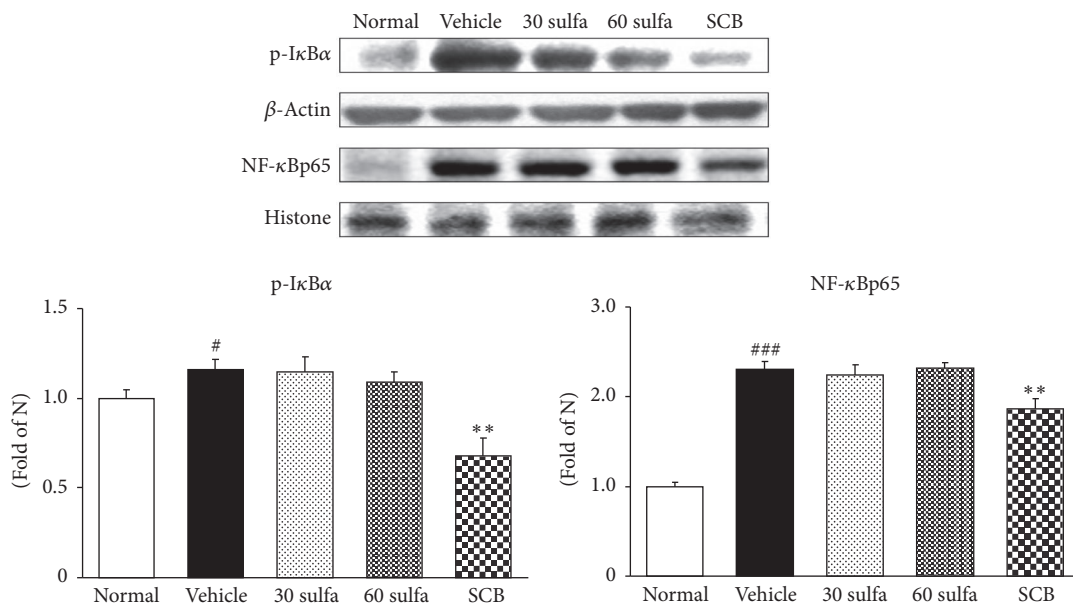 Normal Vehicle 30 sulfa 60 sulfa SCB
p-IκBα
β-Actin
NF-κBp65
Histone
p-IκBα
1.5
1.0
0.5
0
(Fold of N)
#
**
Normal Vehicle 30 sulfa 60 sulfa SCB
NF-κBp65
3.0
2.0
1.0
0
(Fold of N)
###
**
Normal Vehicle 30 sulfa 60 sulfa SCB